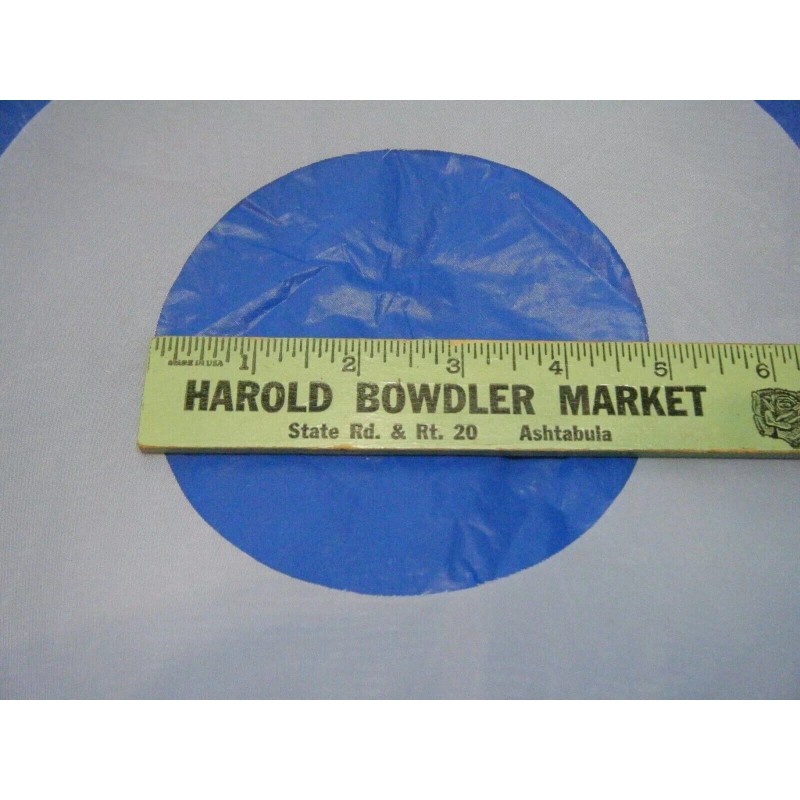 MADE IN USA 1 2 3 4 5 6
HAROLD BOWDLER MARKET
State Rd. & Rt. 20 Ashtabula